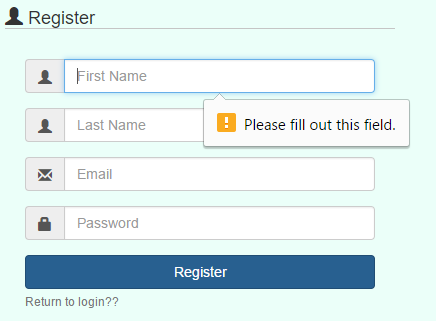 Register
First Name
Please fill out this field.
Last Name
Email
Password
Register
Return to login??